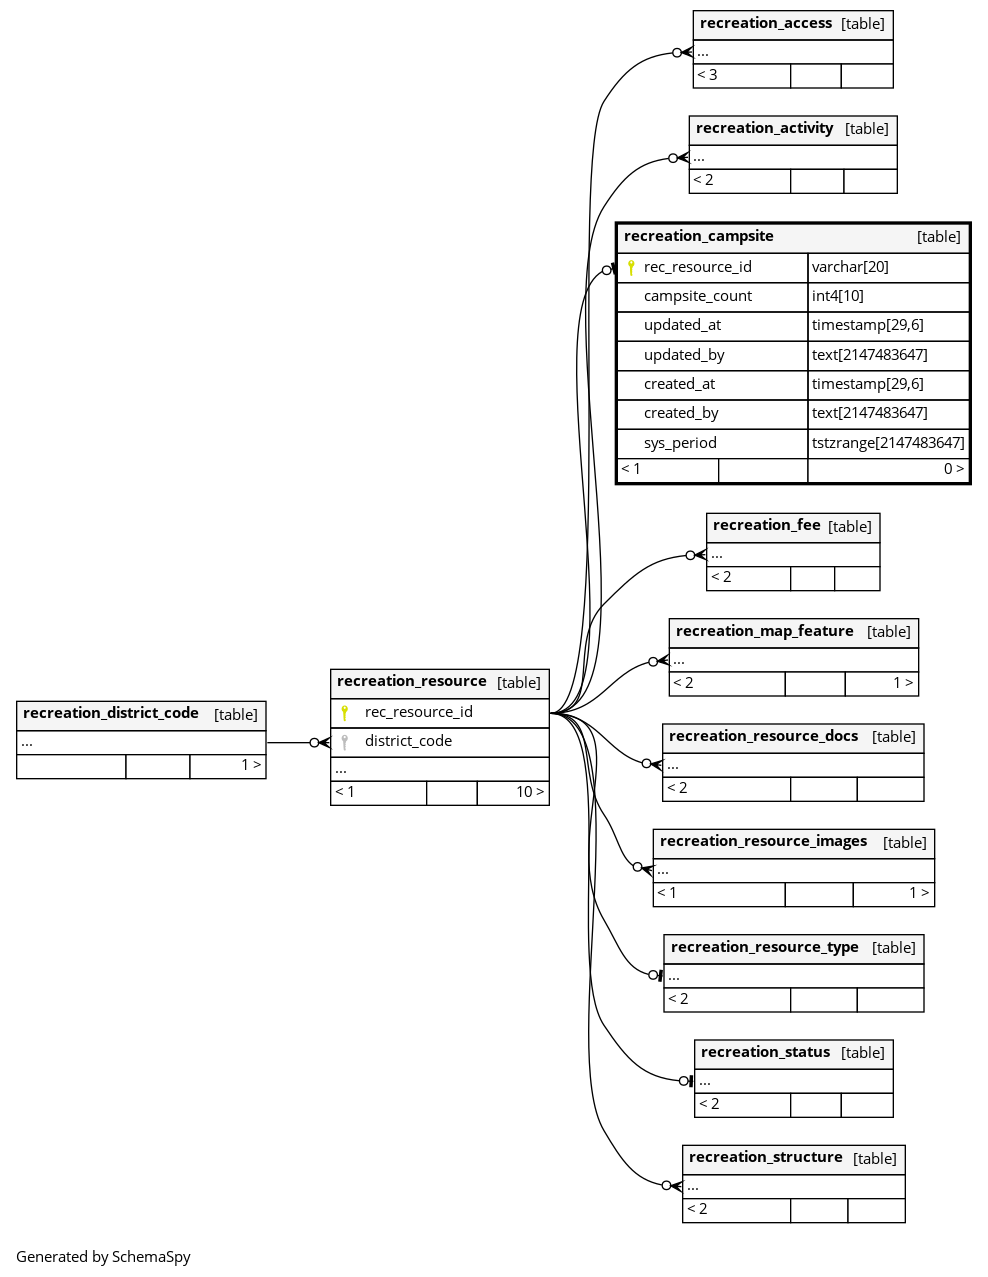 recreation_access [table]
...
< 3
recreation_activity [table]
...
< 2
recreation_campsite [table]
rec_resource_id varchar[20]
campsite_count int4[10]
updated_at timestamp[29,6]
updated_by text[2147483647]
created_at timestamp[29,6]
created_by text[2147483647]
sys_period tstzrange[2147483647]
< 1 0 >
recreation_fee [table]
...
< 2
recreation_map_feature [table]
...
< 2 1 >
recreation_district_code [table]
...
1 >
recreation_resource [table]
rec_resource_id
district_code
...
< 1 10 >
recreation_resource_docs [table]
...
< 2
recreation_resource_images [table]
...
< 1 1 >
recreation_resource_type [table]
...
< 2
recreation_status [table]
...
< 2
recreation_structure [table]
...
< 2
Generated by SchemaSpy